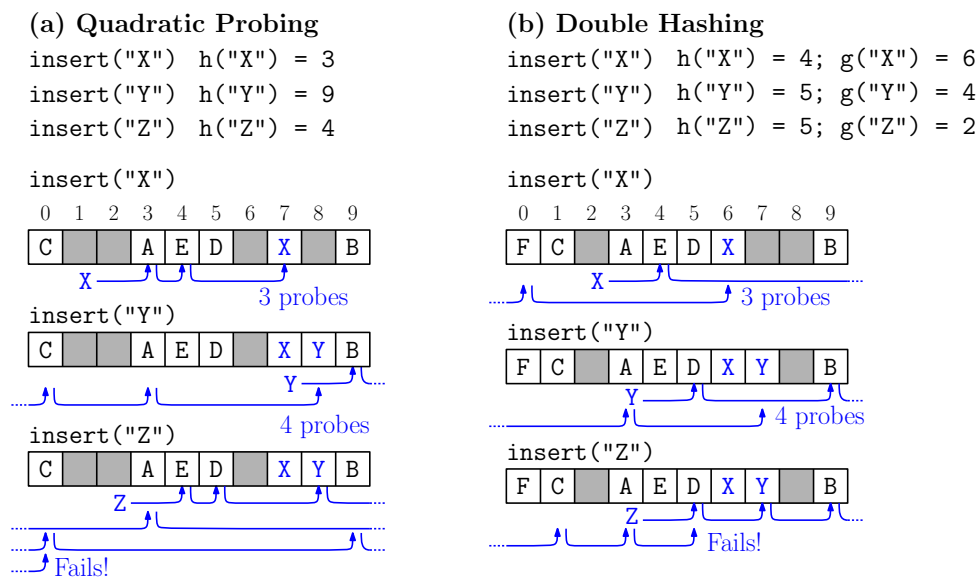 (a) Quadratic Probing
insert("X") h("X") = 3
insert("Y") h("Y") = 9
insert("Z") h("Z") = 4
insert("X")
0 1 2 3 4 5 6 7 8 9
C A E D X B
X
3 probes
insert("Y")
C A E D X Y B
Y
4 probes
insert("Z")
C A E D X Y B
Z
Fails!
(b) Double Hashing
insert("X") h("X") = 4; g("X") = 6
insert("Y") h("Y") = 5; g("Y") = 4
insert("Z") h("Z") = 5; g("Z") = 2
insert("X")
0 1 2 3 4 5 6 7 8 9
F C A E D X B
X
3 probes
insert("Y")
F C A E D X Y B
Y
4 probes
insert("Z")
F C A E D X Y B
Z
Fails!